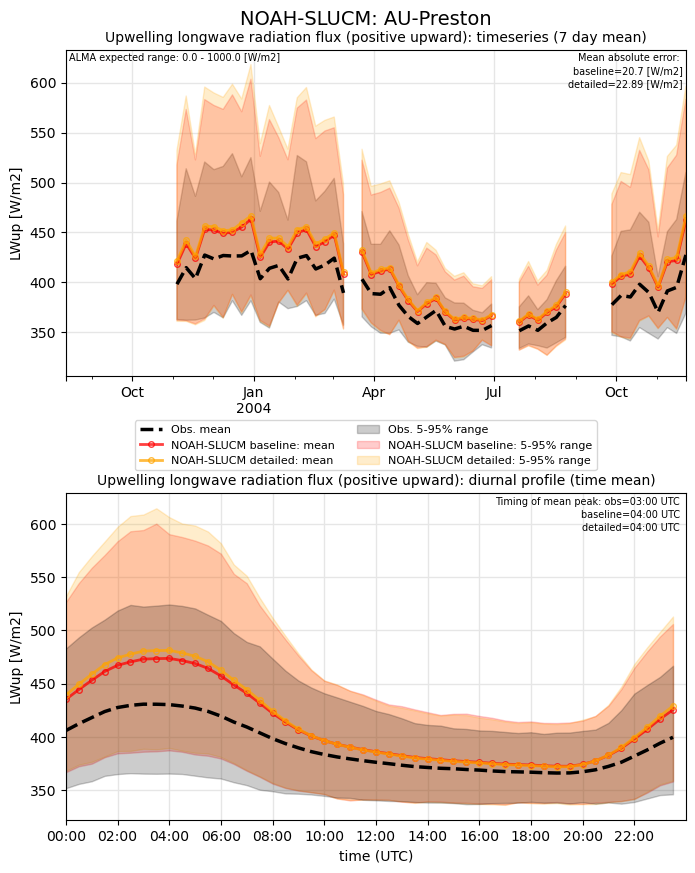 NOAH-SLUCM: AU-Preston
Upwelling longwave radiation flux (positive upward): timeseries (7 day mean)
ALMA expected range: 0.0 - 1000.0 [W/m2]
Mean absolute error:
baseline=20.7 [W/m2]
detailed=22.89 [W/m2]
600
550
500
450
400
350
LWup [W/m2]
Oct
Jan
2004
Apr
Jul
Oct
Obs. mean
NOAH-SLUCM baseline: mean
NOAH-SLUCM detailed: mean
Obs. 5-95% range
NOAH-SLUCM baseline: 5-95% range
NOAH-SLUCM detailed: 5-95% range
Upwelling longwave radiation flux (positive upward): diurnal profile (time mean)
Timing of mean peak: obs=03:00 UTC
baseline=04:00 UTC
detailed=04:00 UTC
600
550
500
450
400
350
LWup [W/m2]
00:00 02:00 04:00 06:00 08:00 10:00 12:00 14:00 16:00 18:00 20:00 22:00
time (UTC)